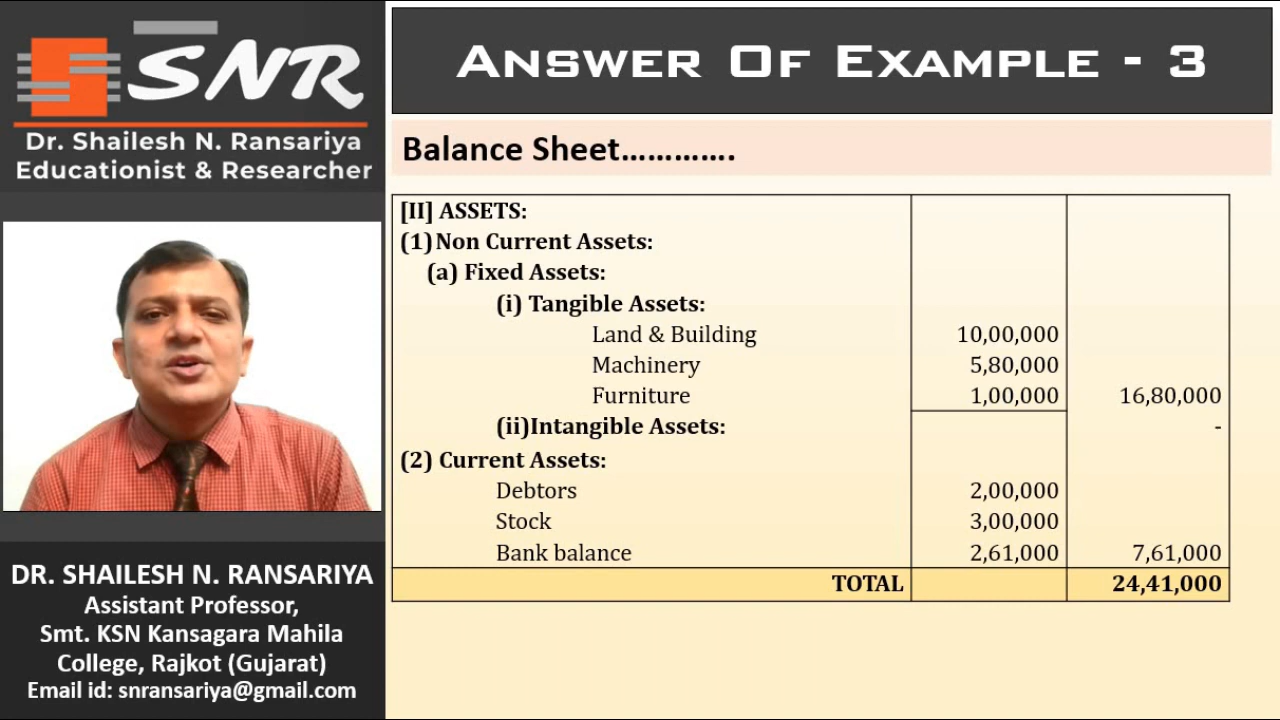 SNR
Dr. Shailesh N. Ransariya
Educationist & Researcher
DR. SHAILESH N. RANSARIYA
Assistant Professor,
Smt. KSN Kansagara Mahila
College, Rajkot (Gujarat)
Email id: snransariya@gmail.com
ANSWER OF EXAMPLE - 3
Balance Sheet………….
[II] ASSETS:
(1) Non Current Assets:
(a) Fixed Assets:
(i) Tangible Assets:
Land & Building 10,00,000
Machinery 5,80,000
Furniture 1,00,000 16,80,000
(ii)Intangible Assets: -
(2) Current Assets:
Debtors 2,00,000
Stock 3,00,000
Bank balance 2,61,000 7,61,000
TOTAL 24,41,000